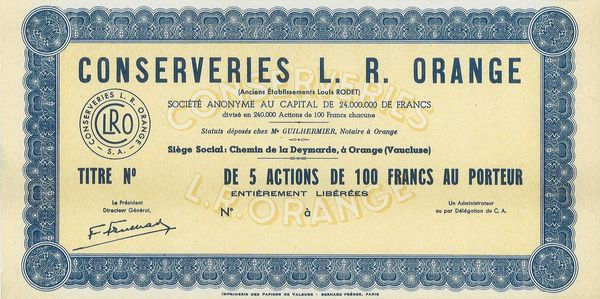 CONSERVERIES L. R. ORANGE
(Anciens Établissements Louis RODET)
SOCIÉTÉ ANONYME AU CAPITAL DE 24.000.000 DE FRANCS
divisé en 240.000 Actions de 100 Francs chacune
Statuts déposés chez Me GUILHERMIER, Notaire à Orange
Siège Social: Chemin de la Deymarde, à Orange (Vaucluse)
CONSERVERIES L. R. ORANGE
LRO
S. A.
CONSERVERIES
L. R. ORANGE
TITRE No DE 5 ACTIONS DE 100 FRANCS AU PORTEUR
ENTIÈREMENT LIBÉRÉES
No à
Le Président
Directeur Général,
Un Administrateur
ou par Délégation du C. A.
IMPRIMERIE DES PAPIERS DE VALEURS - BERNARD FRÈRES, PARIS